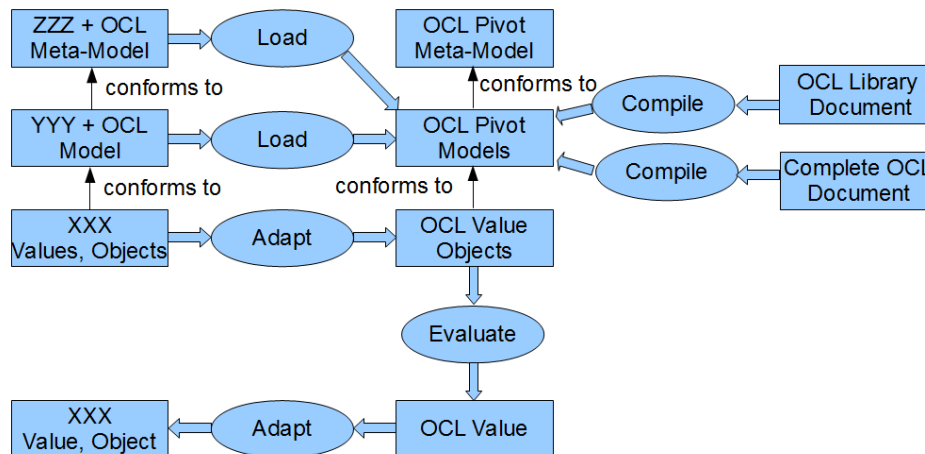 ZZZ + OCL
Meta-Model
Load
OCL Pivot
Meta-Model
conforms to
conforms to
Compile
OCL Library
Document
YYY + OCL
Model
Load
OCL Pivot
Models
Compile
Complete OCL
Document
conforms to
conforms to
XXX
Values, Objects
Adapt
OCL Value
Objects
Evaluate
XXX
Value, Object
Adapt
OCL Value